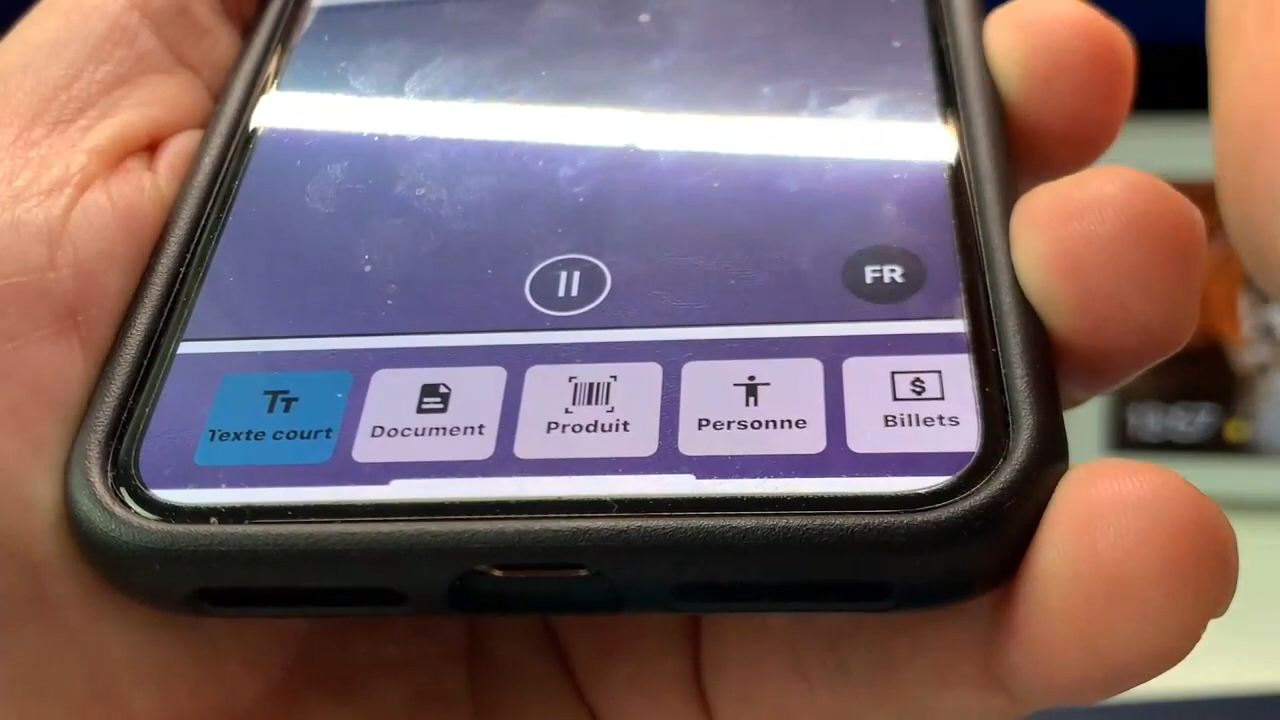 FR
Texte court
Document
Produit
Personne
Billets